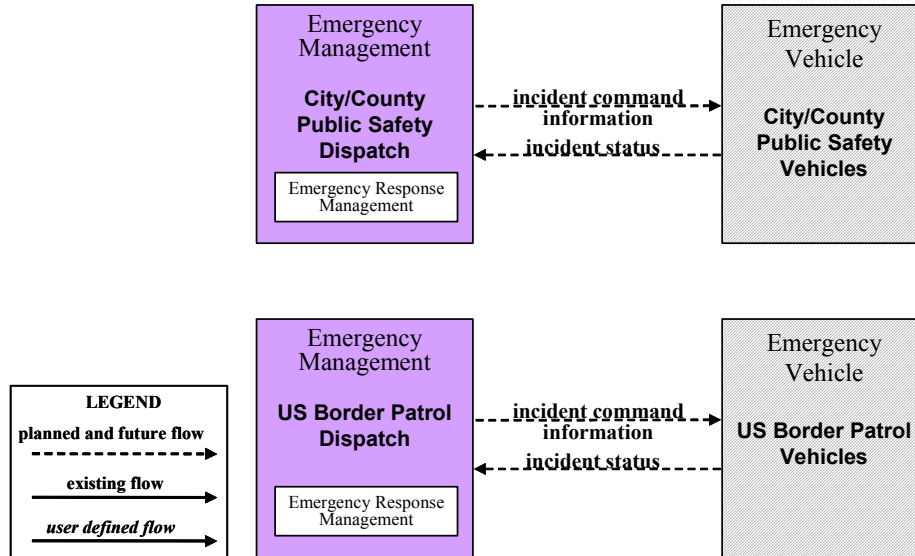 Emergency
Management
City/County
Public Safety
Dispatch
Emergency Response
Management
incident command
information
incident status
Emergency
Vehicle
City/County
Public Safety
Vehicles
Emergency
Management
US Border Patrol
Dispatch
Emergency Response
Management
incident command
information
incident status
Emergency
Vehicle
US Border Patrol
Vehicles
LEGEND
planned and future flow
existing flow
user defined flow